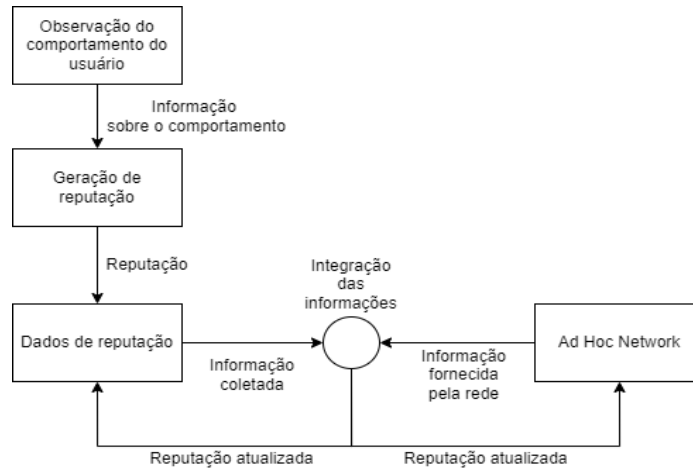 Observação do
comportamento do
usuário
Informação
sobre o comportamento
Geração de
reputação
Reputação
Integração
das
informações
Dados de reputação
Ad Hoc Network
Informação
coletada
Informação
fornecida
pela rede
Reputação atualizada
Reputação atualizada